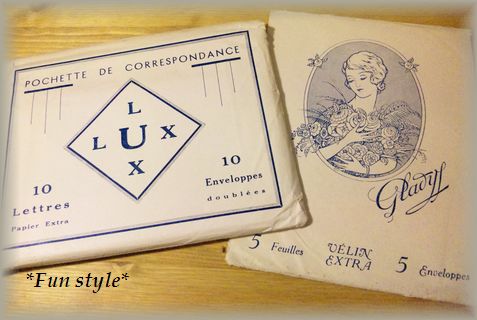 POCHETTE DE CORRESPONDANCE
L
L U X
X
10
Lettres
Papier Extra
10
Enveloppes
doublées
Gladys
5 Feuilles VÉLIN EXTRA 5 Enveloppes
*Fun style*